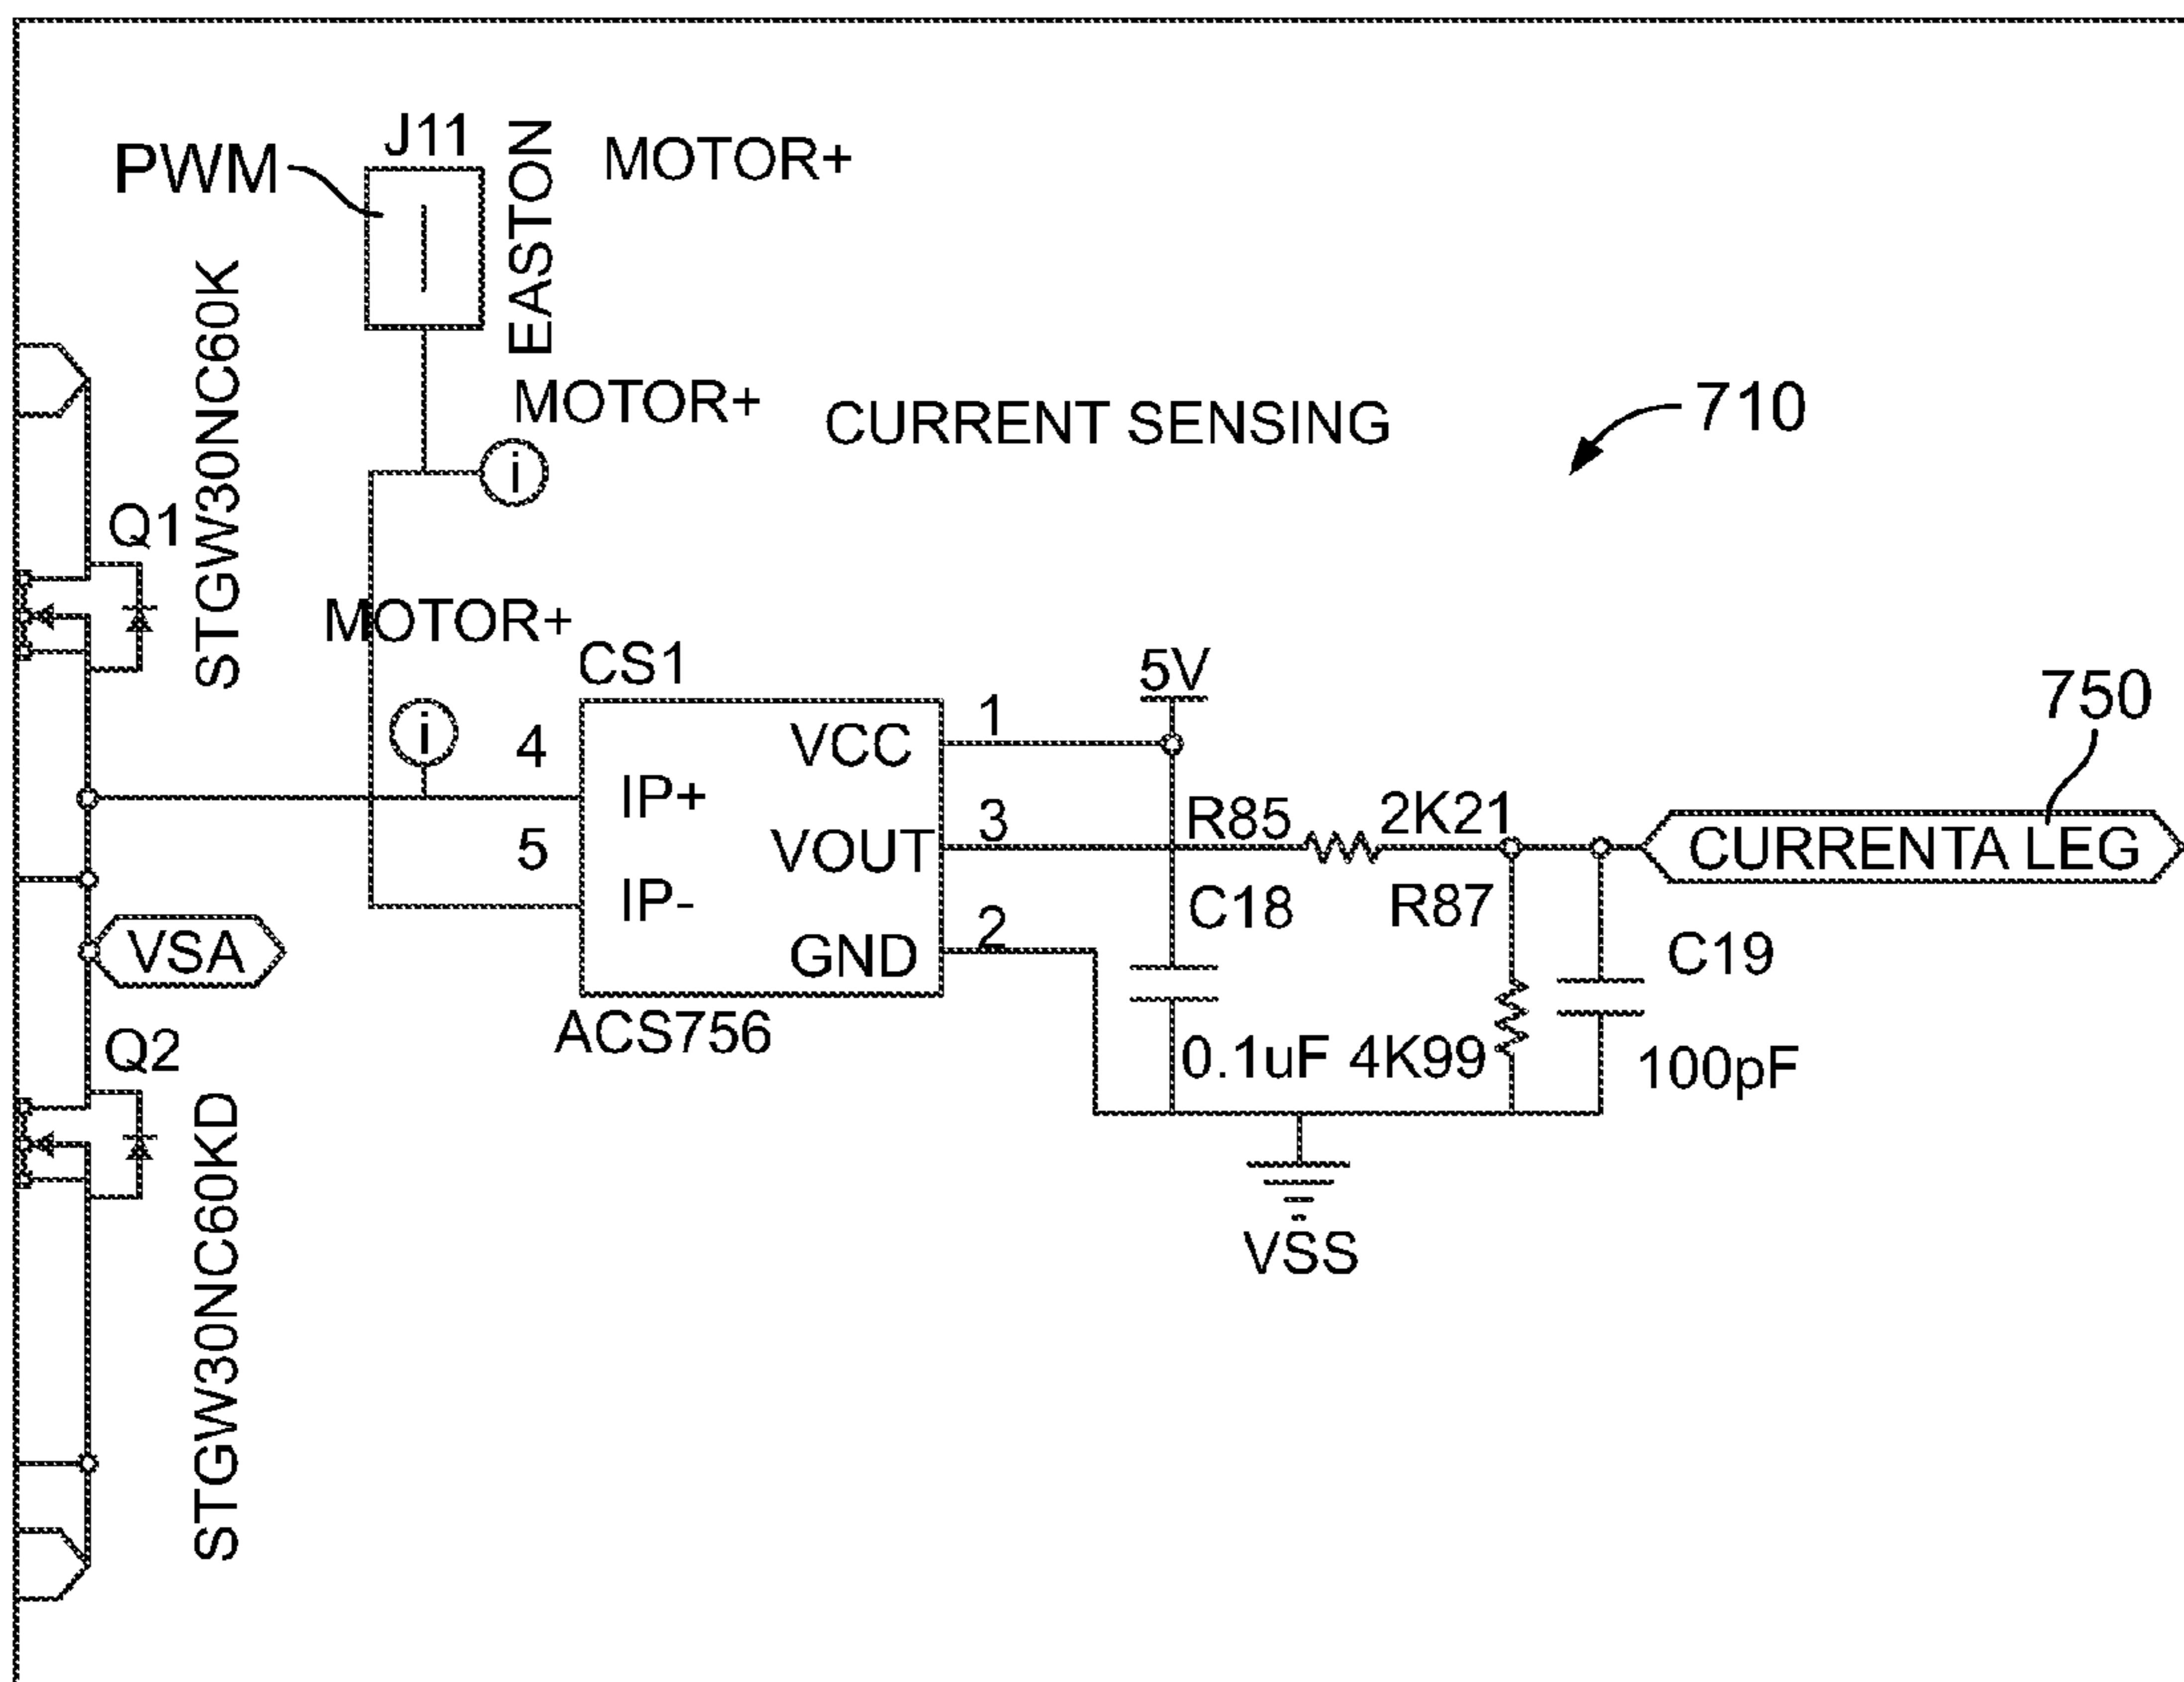 J11
PWM
EASTON
MOTOR+
MOTOR+
CURRENT SENSING
710
Q1
STGW30NC60K
MOTOR+
CS1
ACS756
4
5
IP+
IP-
VCC
VOUT
GND
1
3
2
5V
R85
2K21
750
CURRENTA LEG
C18
0.1uF
R87
4K99
C19
100pF
VSS
VSA
Q2
STGW30NC60KD
i
i